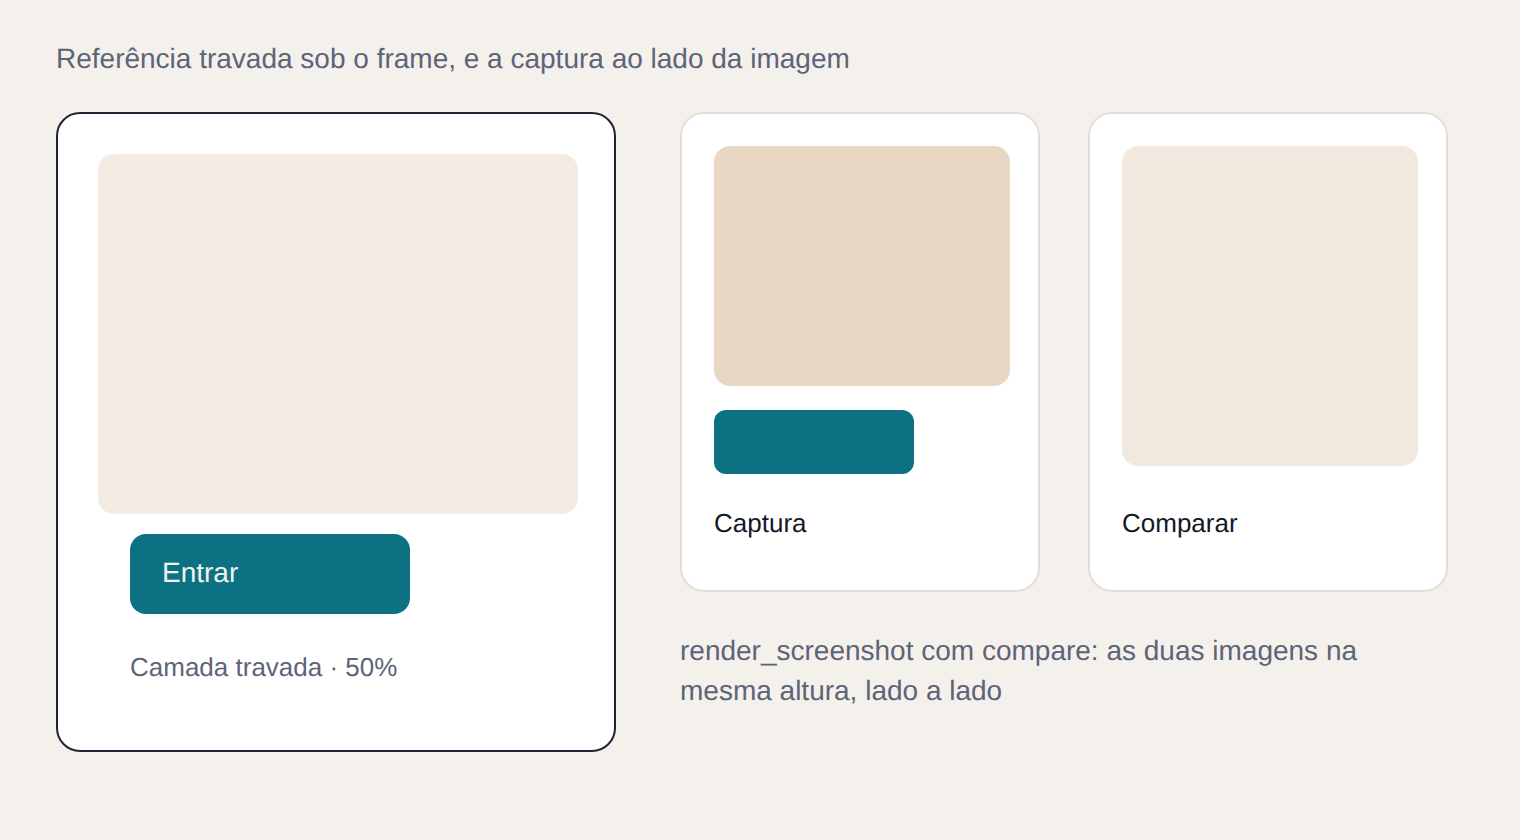 Referência travada sob o frame, e a captura ao lado da imagem
Entrar
Camada travada · 50%
Captura
Comparar
render_screenshot com compare: as duas imagens na
mesma altura, lado a lado